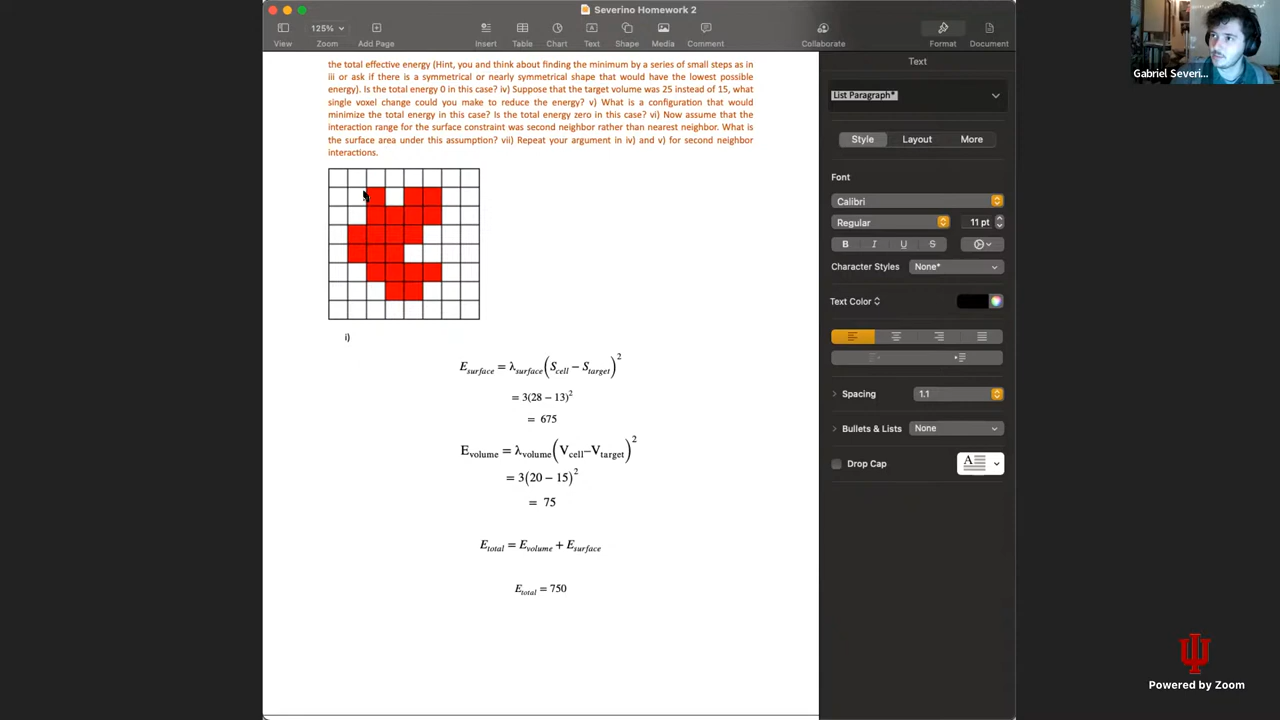 Severino Homework 2
125%
View
Zoom
Add Page
Insert
Table
Chart
Text
Shape
Media
Comment
Collaborate
Format
Document
the total effective energy (Hint, you and think about finding the minimum by a series of small steps as in
iii or ask if there is a symmetrical or nearly symmetrical shape that would have the lowest possible
energy). Is the total energy 0 in this case? iv) Suppose that the target volume was 25 instead of 15, what
single voxel change could you make to reduce the energy? v) What is a configuration that would
minimize the total energy in this case? Is the total energy zero in this case? vi) Now assume that the
interaction range for the surface constraint was second neighbor rather than nearest neighbor. What is
the surface area under this assumption? vii) Repeat your argument in iv) and v) for second neighbor
interactions.
i)
E_surface = λ_surface(S_cell − S_target)^2
= 3(28 − 13)^2
= 675
E_volume = λ_volume(V_cell–V_target)^2
= 3(20 − 15)^2
= 75
E_total = E_volume + E_surface
E_total = 750
Text
List Paragraph*
Style
Layout
More
Font
Calibri
Regular
11 pt
B I U S
Character Styles
None*
Text Color
Spacing
1.1
Bullets & Lists
None
Drop Cap
A
Gabriel Severi...
Powered by Zoom